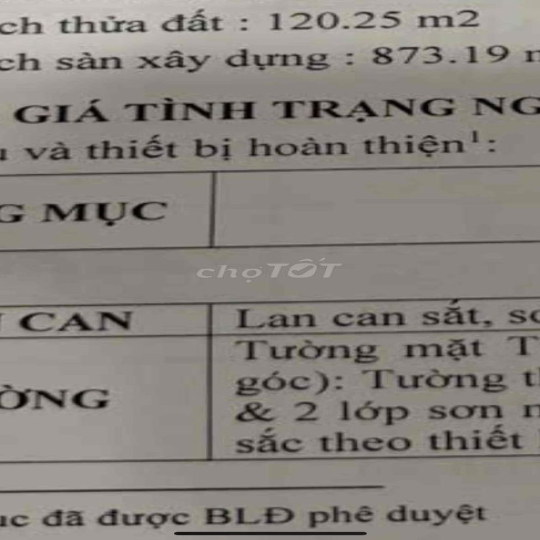 ch thửa đất : 120.25 m2
ch sàn xây dựng : 873.19
GIÁ TÌNH TRẠNG NG
và thiết bị hoàn thiện¹:
G MỤC
chợTỐT
CAN
Lan can sắt, sơ
Tường mặt T
góc): Tường t
ỜNG
& 2 lớp sơn
sắc theo thiết
ục đã được BLĐ phê duyệt